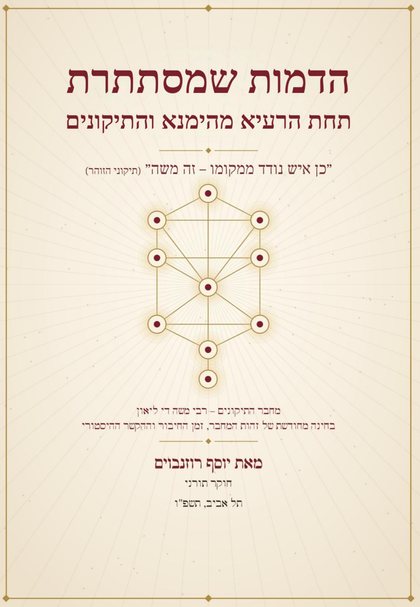 הדמות שמסתתרת
תחת הרעיא מהימנא והתיקונים
״כן איש נודד ממקומו – זה משה״ (תיקוני הזוהר)
מחבר התיקונים – רבי משה די ליאון
בחינה מחודשת של זהות המחבר, זמן החיבור וההקשר ההיסטורי
מאת יוסף רוזנבוים
חוקר תורני
תל אביב, תשפ״ו